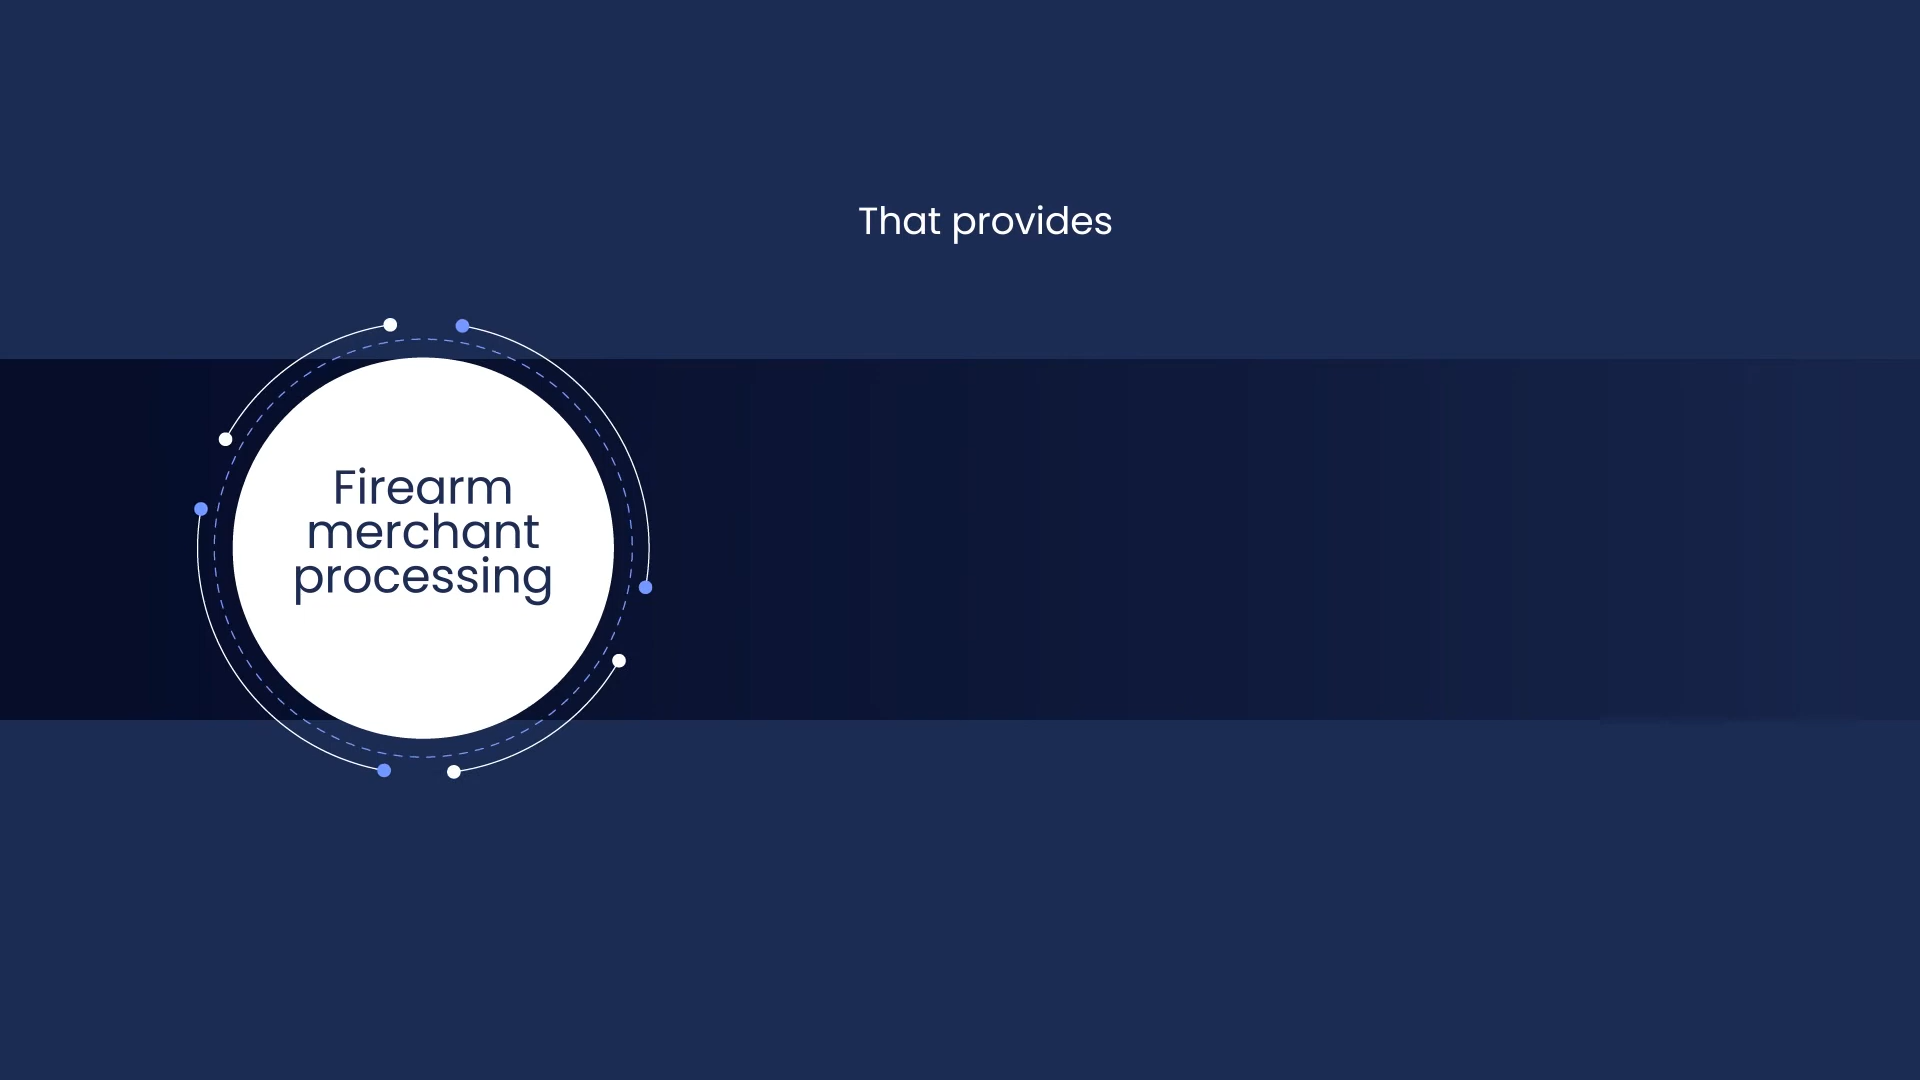 That provides
Firearm
merchant
processing